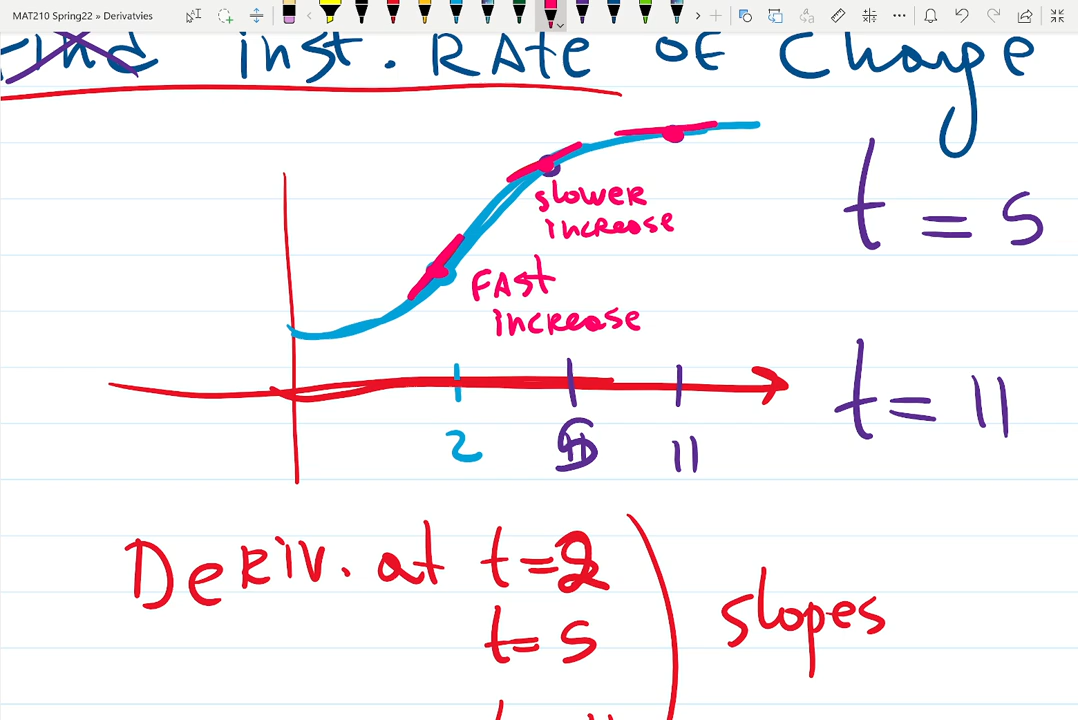 MAT210 Spring22 » Derivatvies
Find inst. RAte of Change
slower
increase
FAst
increase
t = 5
t = 11
2
5
11
Deriv. at t=2
t=5
slopes